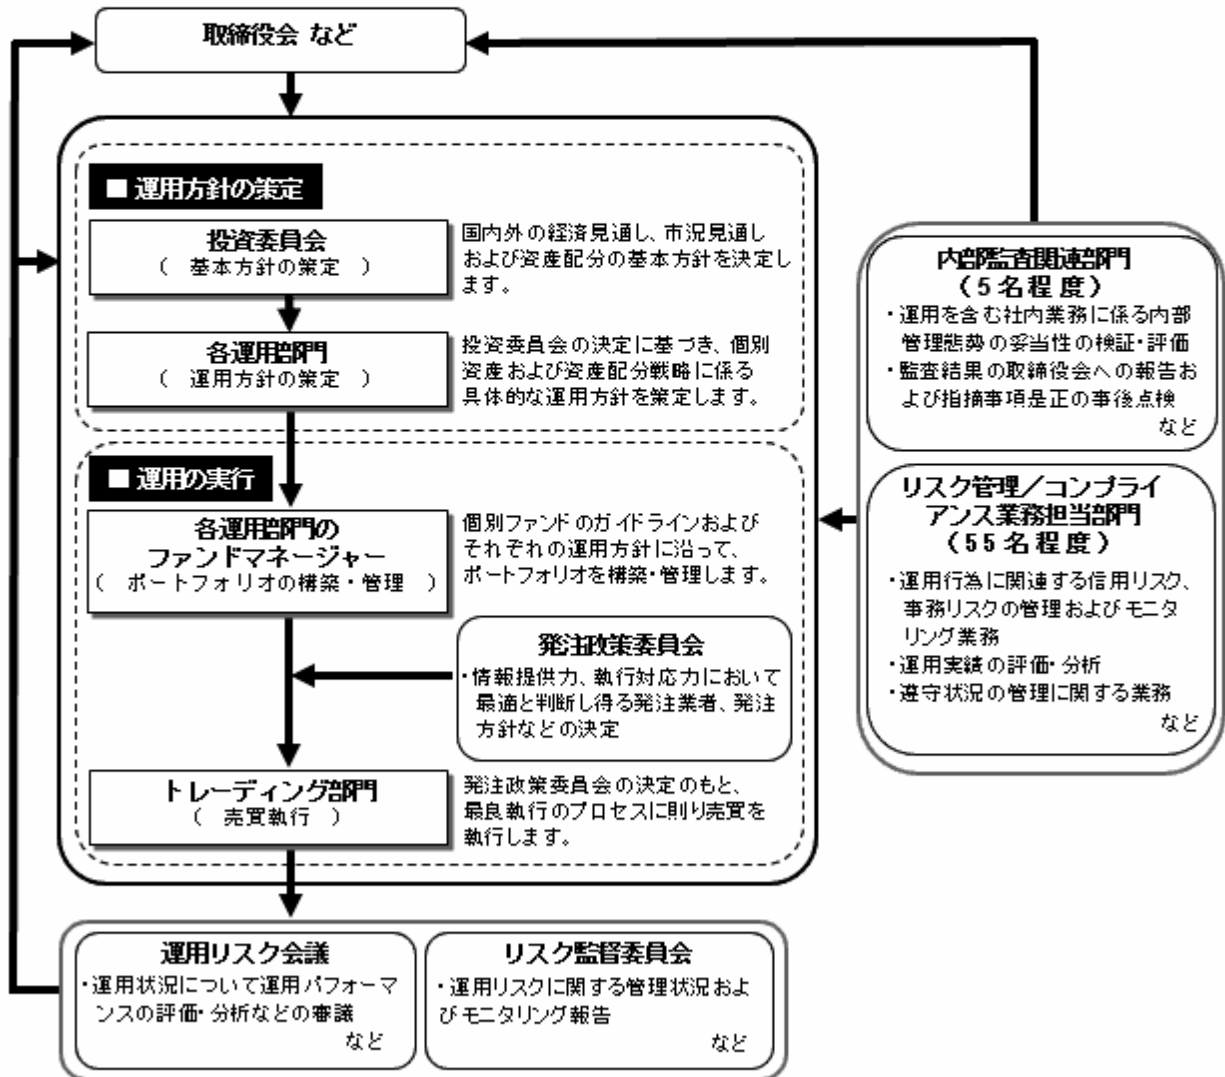 取締役会 など
■ 運用方針の策定
投資委員会
( 基本方針の策定 )
国内外の経済見通し、市況見通し
および資産配分の基本方針を決定し
ます。
各運用部門
( 運用方針の策定 )
投資委員会の決定に基づき、個別
資産および資産配分戦略に係る
具体的な運用方針を策定します。
■ 運用の実行
各運用部門の
ファンドマネージャー
( ポートフォリオの構築・管理 )
個別ファンドのガイドラインおよび
それぞれの運用方針に沿って、
ポートフォリオを構築・管理します。
発注政策委員会
・情報提供力、執行対応力において
最適と判断し得る発注業者、発注
方針などの決定
トレーディング部門
( 売買執行 )
発注政策委員会の決定のもと、
最良執行のプロセスに則り売買を
執行します。
運用リスク会議
・運用状況について運用パフォーマ
ンスの評価・分析などの審議
など
リスク監督委員会
・運用リスクに関する管理状況およ
びモニタリング報告
など
内部監査関連部門
(5名程度)
・運用を含む社内業務に係る内部
管理態勢の妥当性の検証・評価
・監査結果の取締役会への報告お
よび指摘事項是正の事後点検
など
リスク管理／コンプライ
アンス業務担当部門
(55名程度)
・運用行為に関連する信用リスク、
事務リスクの管理およびモニタ
リング業務
・運用実績の評価・分析
・遵守状況の管理に関する業務
など